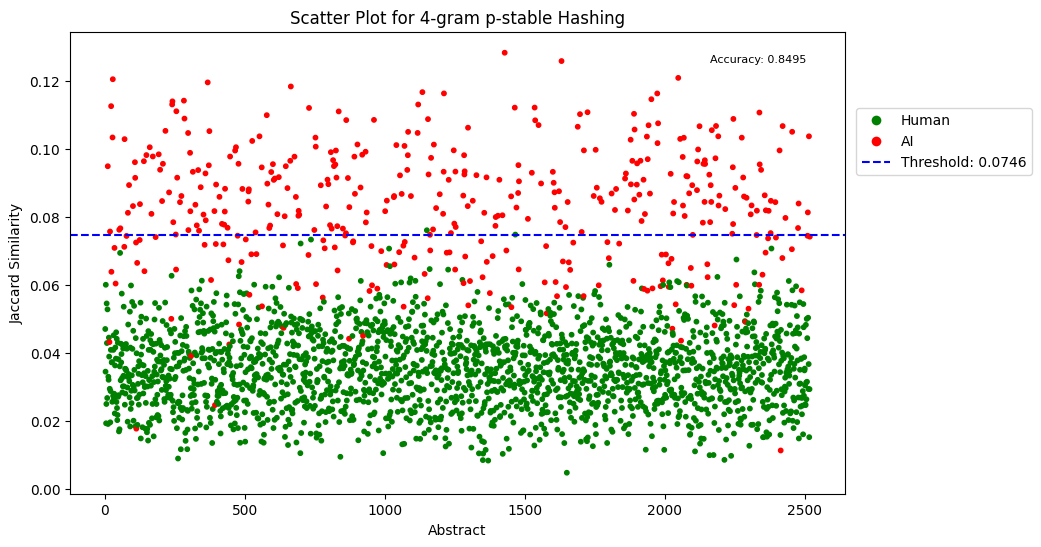 Scatter Plot for 4-gram p-stable Hashing
Accuracy: 0.8495
Human
AI
Threshold: 0.0746
Jaccard Similarity
0.12
0.10
0.08
0.06
0.04
0.02
0.00
0 500 1000 1500 2000 2500
Abstract